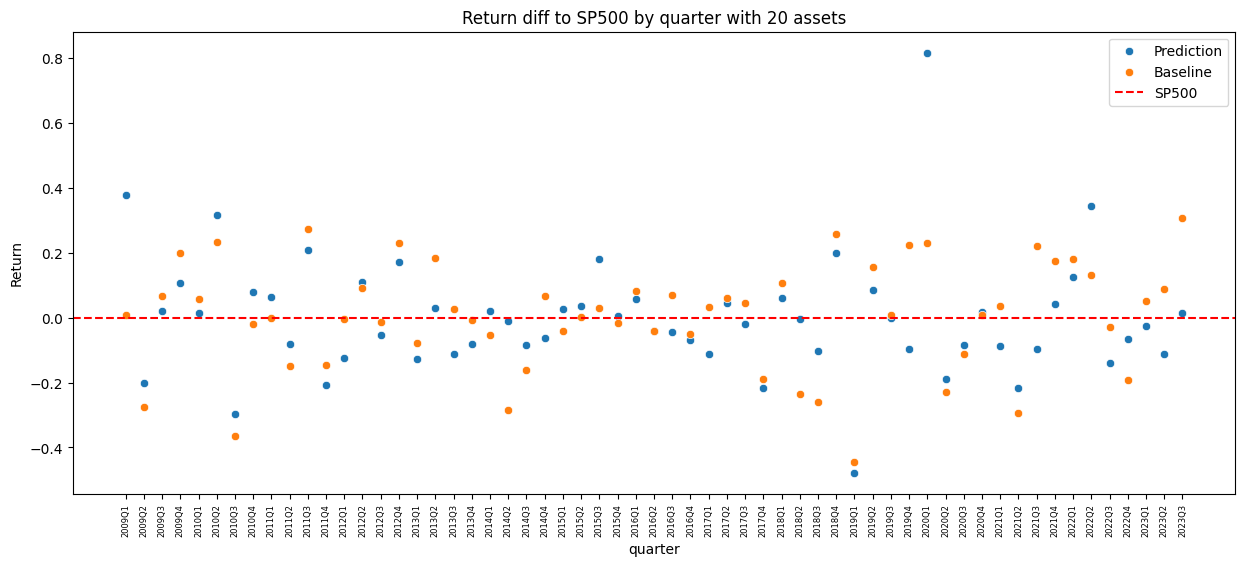 Return diff to SP500 by quarter with 20 assets
Prediction
Baseline
SP500
Return
0.8
0.6
0.4
0.2
0.0
−0.2
−0.4
2009Q1
2009Q2
2009Q3
2009Q4
2010Q1
2010Q2
2010Q3
2010Q4
2011Q1
2011Q2
2011Q3
2011Q4
2012Q1
2012Q2
2012Q3
2012Q4
2013Q1
2013Q2
2013Q3
2013Q4
2014Q1
2014Q2
2014Q3
2014Q4
2015Q1
2015Q2
2015Q3
2015Q4
2016Q1
2016Q2
2016Q3
2016Q4
2017Q1
2017Q2
2017Q3
2017Q4
2018Q1
2018Q2
2018Q3
2018Q4
2019Q1
2019Q2
2019Q3
2019Q4
2020Q1
2020Q2
2020Q3
2020Q4
2021Q1
2021Q2
2021Q3
2021Q4
2022Q1
2022Q2
2022Q3
2022Q4
2023Q1
2023Q2
2023Q3
quarter